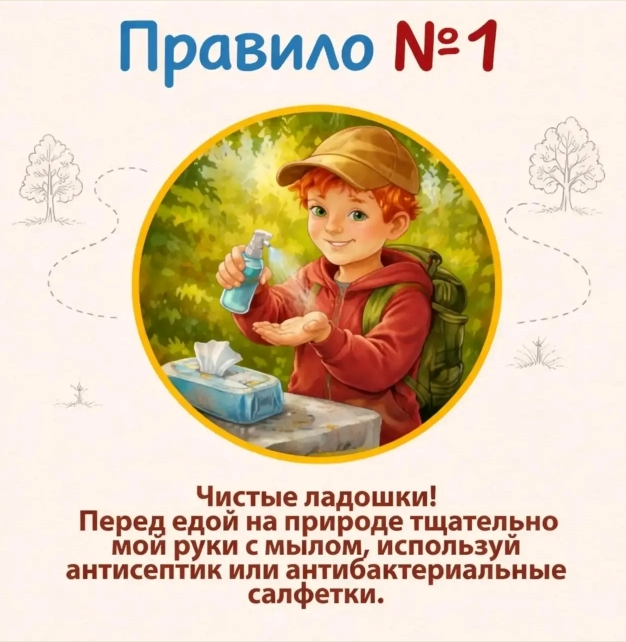 Правило №1
Чистые ладошки!
Перед едой на природе тщательно
мой руки с мылом, используй
антисептик или антибактериальные
салфетки.